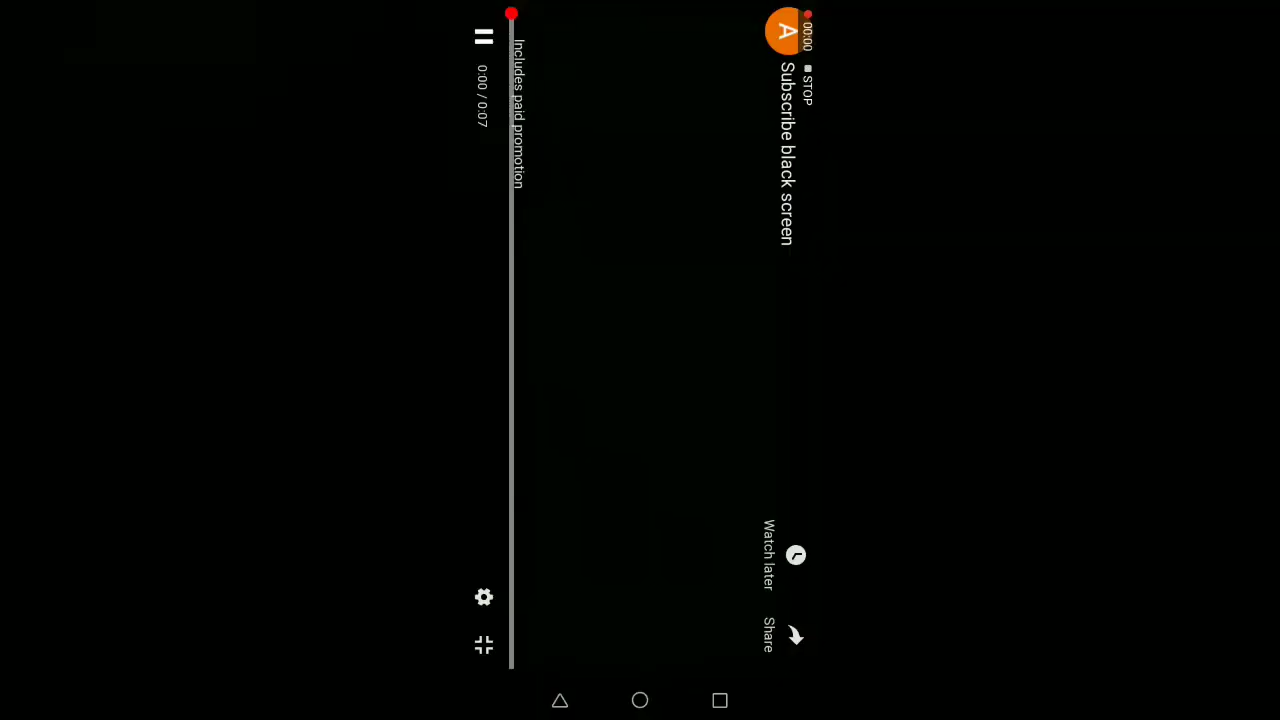 00:00 STOP
A
Subscribe black screen
Watch later
Share
Includes paid promotion
0:00 / 0:07